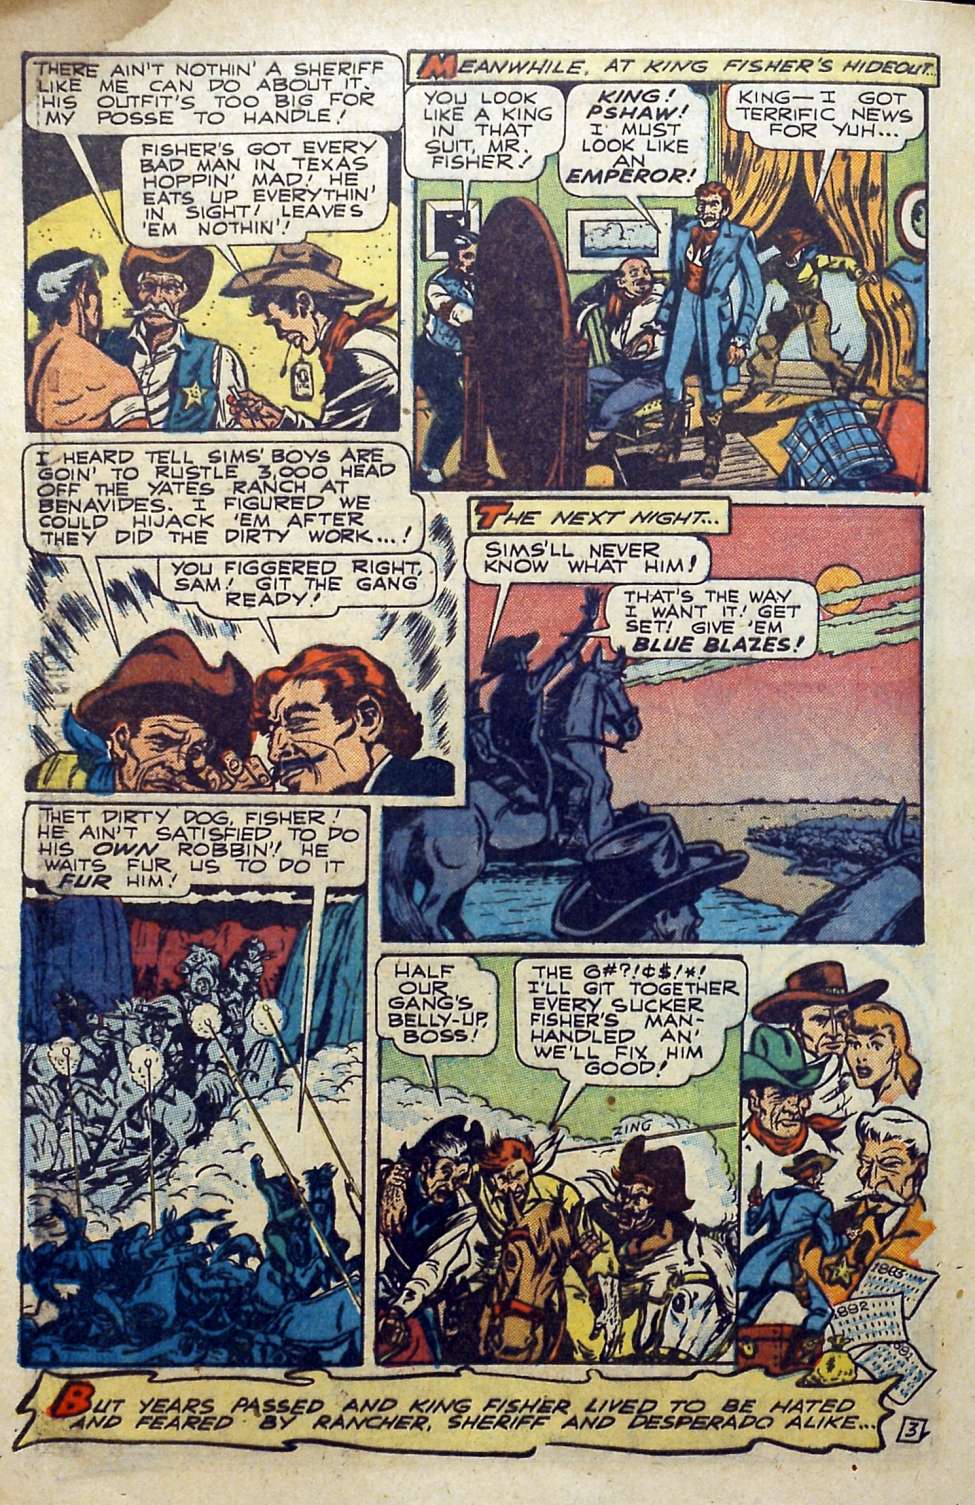 THERE AIN'T NOTHIN' A SHERIFF
LIKE ME CAN DO ABOUT IT.
HIS OUTFIT'S TOO BIG FOR
MY POSSE TO HANDLE!
FISHER'S GOT EVERY
BAD MAN IN TEXAS
HOPPIN' MAD! HE
EATS UP EVERYTHIN'
IN SIGHT! LEAVES
'EM NOTHIN'!
MEANWHILE, AT KING FISHER'S HIDEOUT...
YOU LOOK
LIKE A KING
IN THAT
SUIT, MR.
FISHER!
KING!
PSHAW!
I MUST
LOOK LIKE
AN
EMPEROR!
KING—I GOT
TERRIFIC NEWS
FOR YUH...
I HEARD TELL SIMS' BOYS ARE
GOIN' TO RUSTLE 3,000 HEAD
OFF THE YATES RANCH AT
BENAVIDES. I FIGURED WE
COULD HIJACK 'EM AFTER
THEY DID THE DIRTY WORK...!
YOU FIGGERED RIGHT,
SAM! GIT THE GANG
READY!
THE NEXT NIGHT...
SIMS'LL NEVER
KNOW WHAT HIM!
THAT'S THE WAY
I WANT IT! GET
SET! GIVE 'EM
BLUE BLAZES!
THET DIRTY DOG, FISHER!
HE AIN'T SATISFIED TO DO
HIS OWN ROBBIN'! HE
WAITS FUR US TO DO IT
FUR HIM!
HALF
OUR
GANG'S
BELLY-UP,
BOSS!
THE 6#?!¢$!*!
I'LL GIT TOGETHER
EVERY SUCKER
FISHER'S MAN-
HANDLED AN'
WE'LL FIX HIM
GOOD!
ZING
1883
1882
$
BUT YEARS PASSED AND KING FISHER LIVED TO BE HATED
AND FEARED BY RANCHER, SHERIFF AND DESPERADO ALIKE...
3